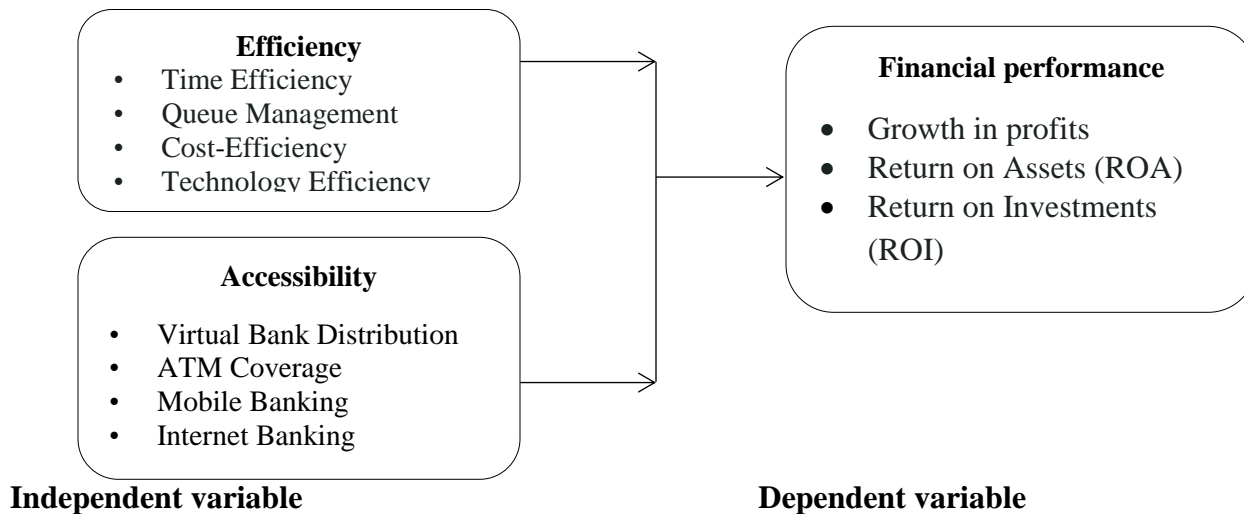 Efficiency
• Time Efficiency
• Queue Management
• Cost-Efficiency
• Technology Efficiency
Accessibility
• Virtual Bank Distribution
• ATM Coverage
• Mobile Banking
• Internet Banking
Financial performance
● Growth in profits
● Return on Assets (ROA)
● Return on Investments
(ROI)
Independent variable
Dependent variable